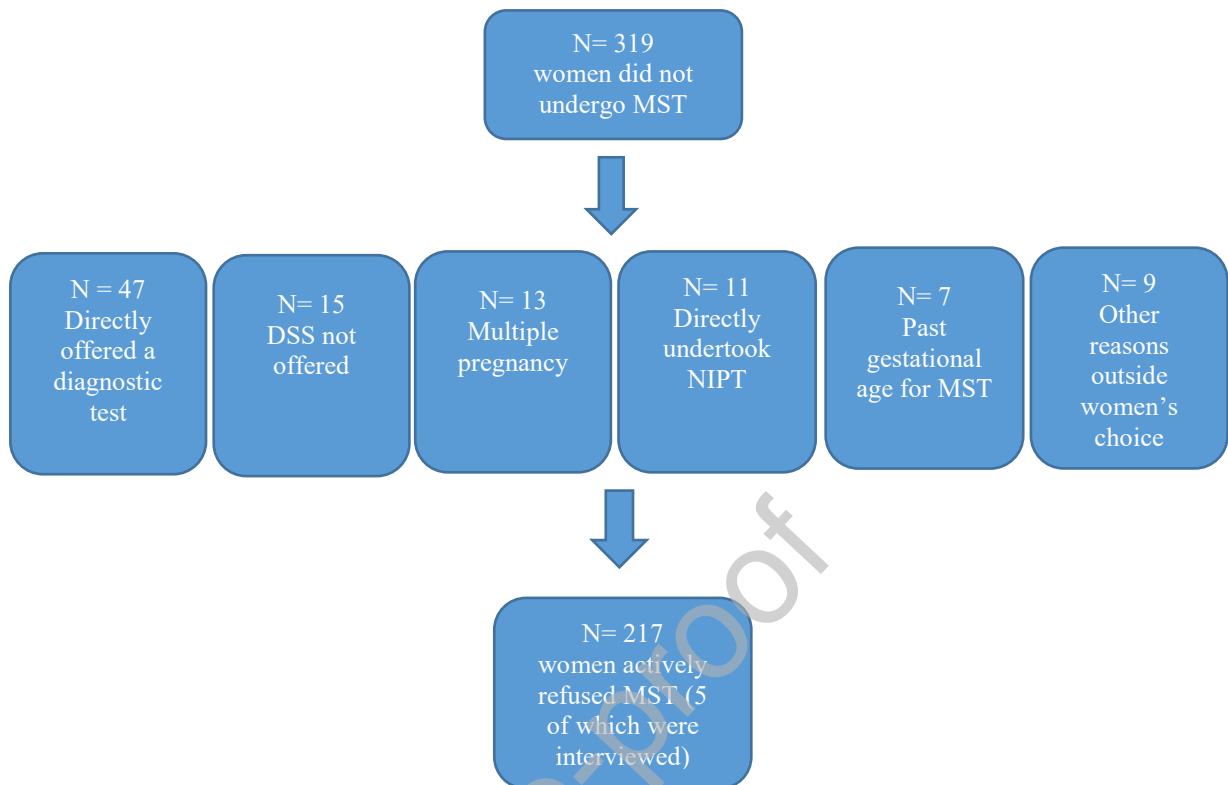 N= 319
women did not
undergo MST
N = 47
Directly
offered a
diagnostic
test
N= 15
DSS not
offered
N= 13
Multiple
pregnancy
N= 11
Directly
undertook
NIPT
N= 7
Past
gestational
age for MST
N= 9
Other
reasons
outside
women’s
choice
N= 217
women actively
refused MST (5
of which were
interviewed)
-proof